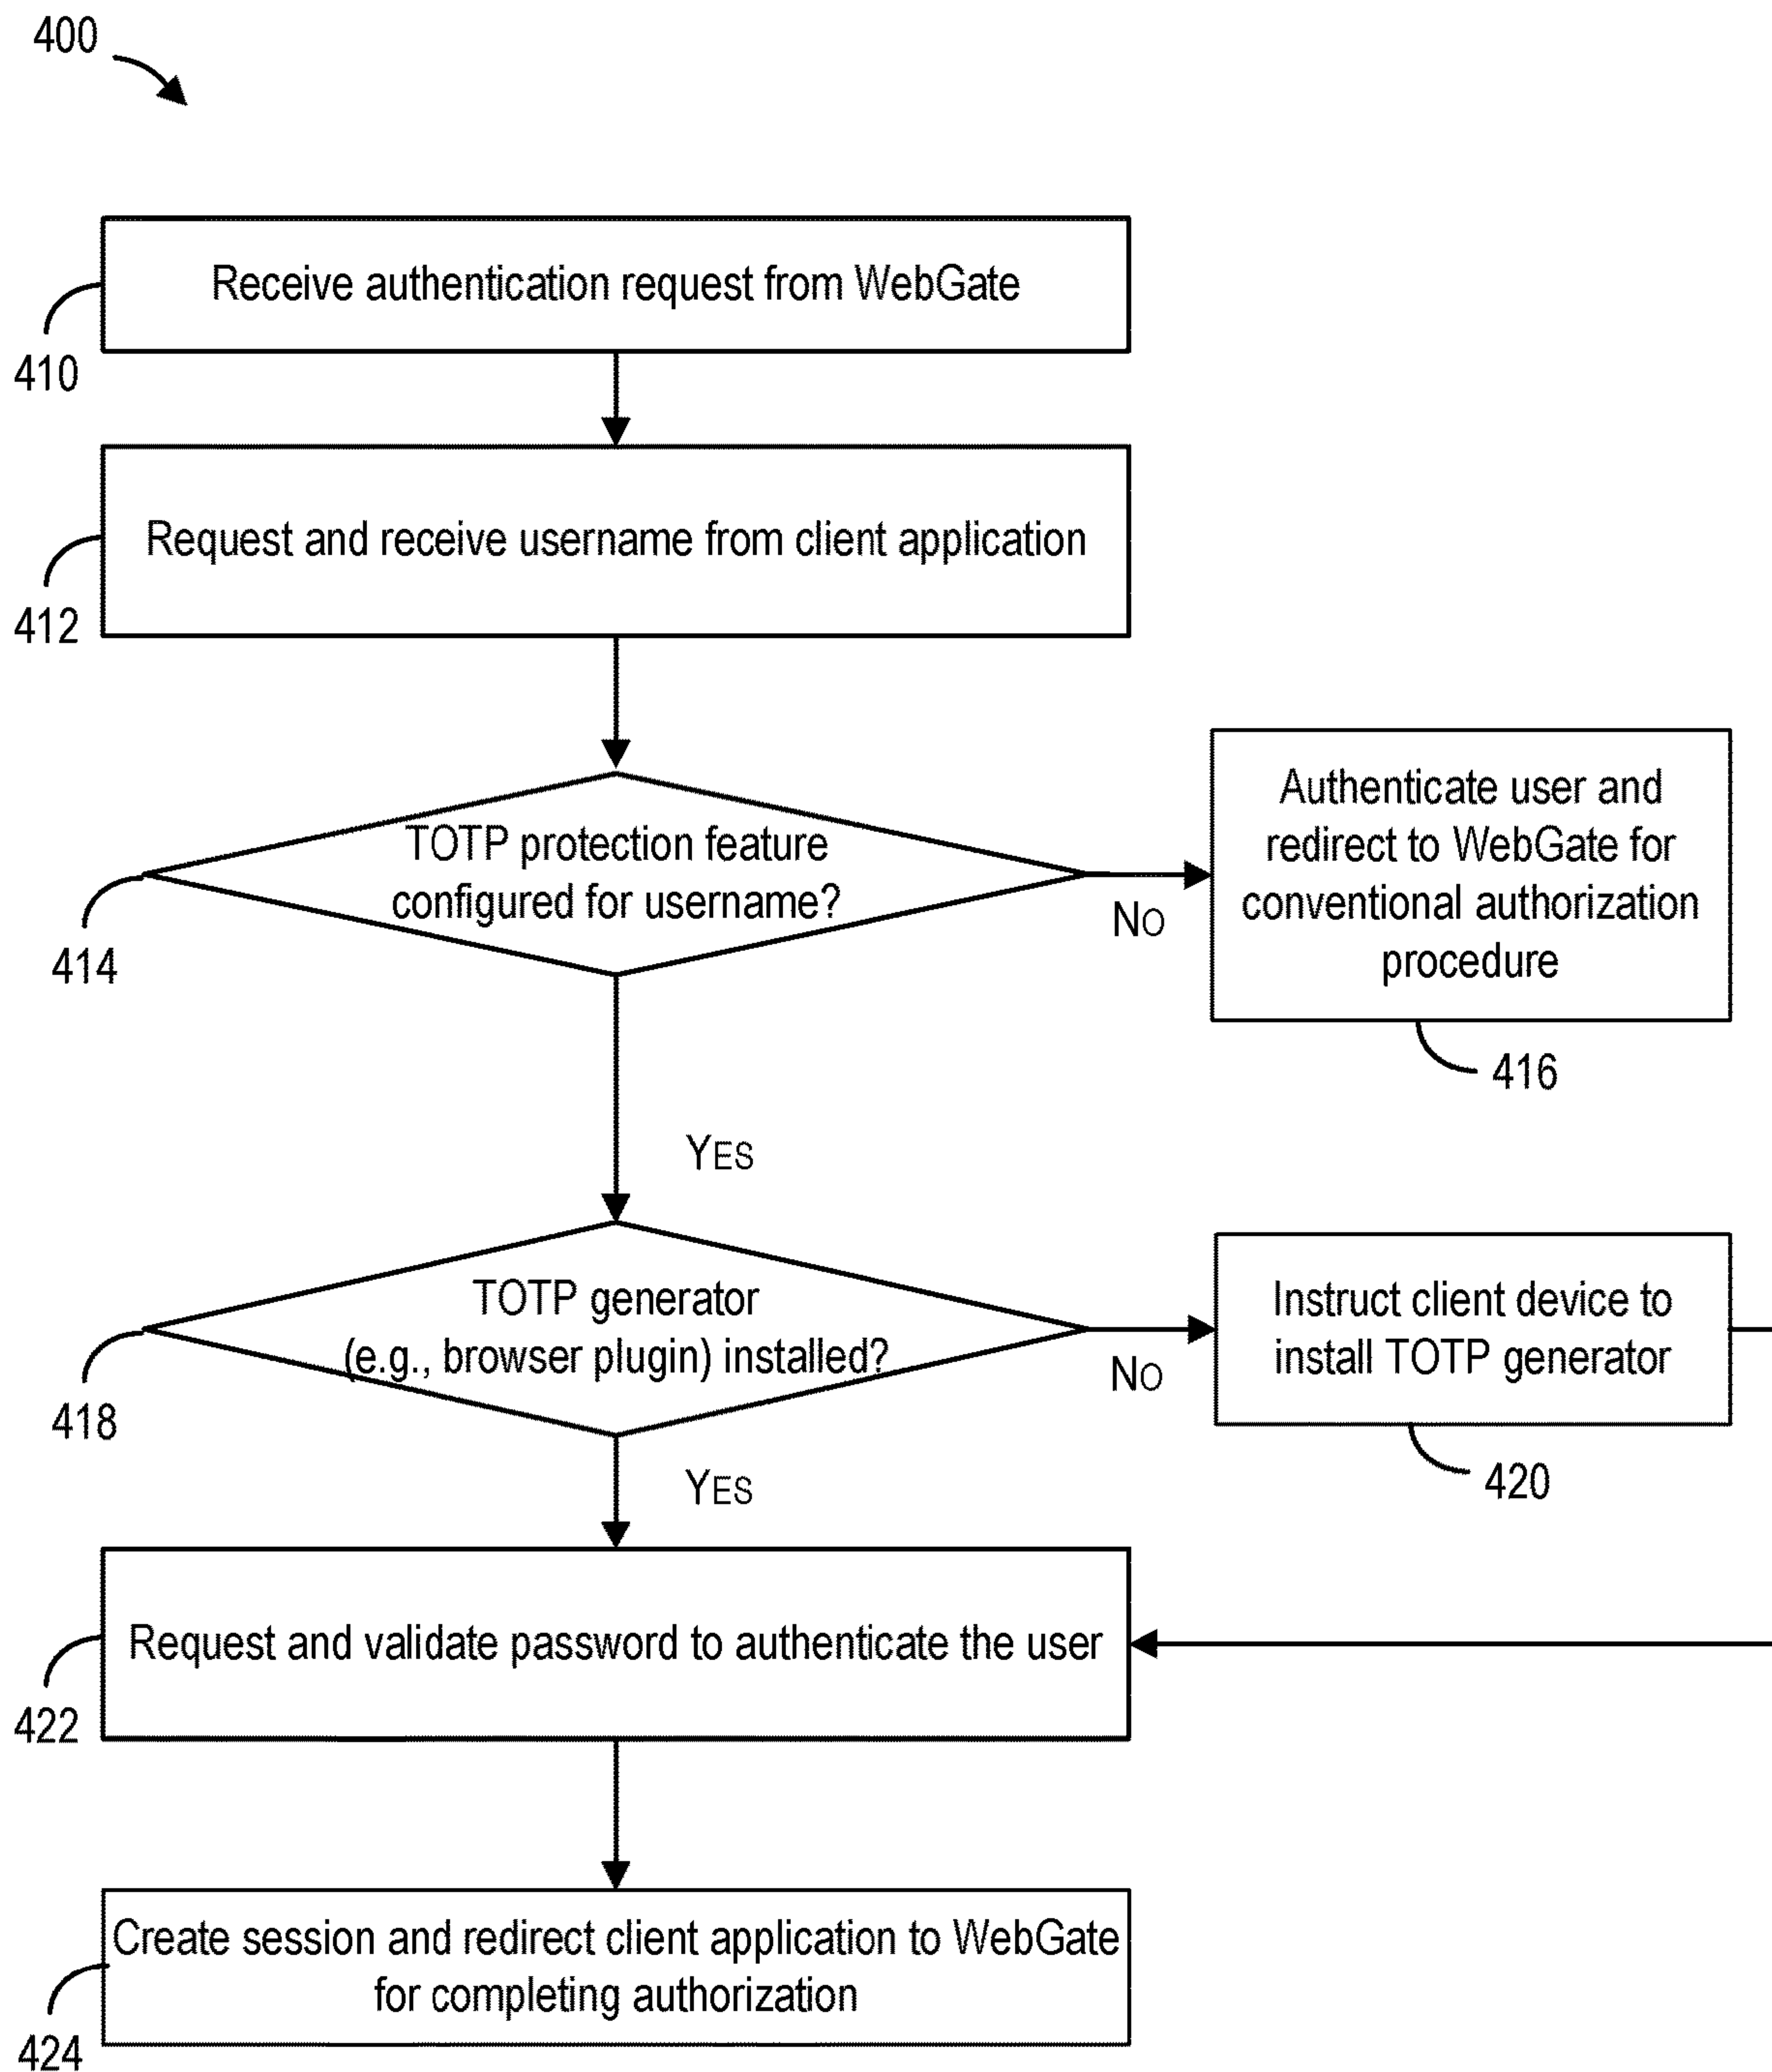 400
Receive authentication request from WebGate
410
Request and receive username from client application
412
TOTP protection feature
configured for username?
414
NO
Authenticate user and
redirect to WebGate for
conventional authorization
procedure
416
YES
TOTP generator
(e.g., browser plugin) installed?
418
NO
Instruct client device to
install TOTP generator
420
YES
Request and validate password to authenticate the user
422
Create session and redirect client application to WebGate
for completing authorization
424